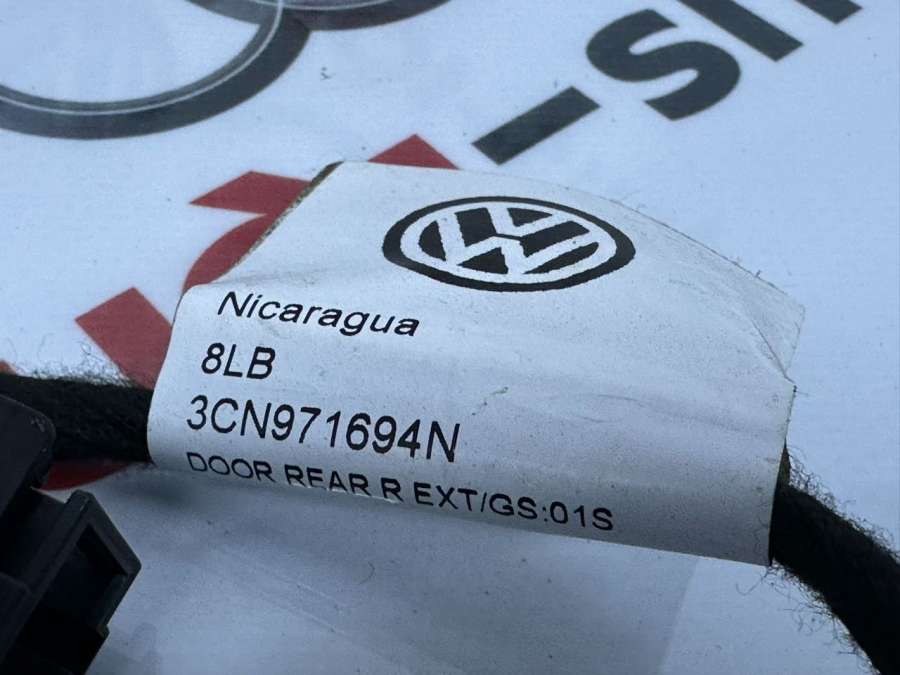 Nicaragua
8LB
3CN971694N
DOOR REAR R EXT/GS:01S